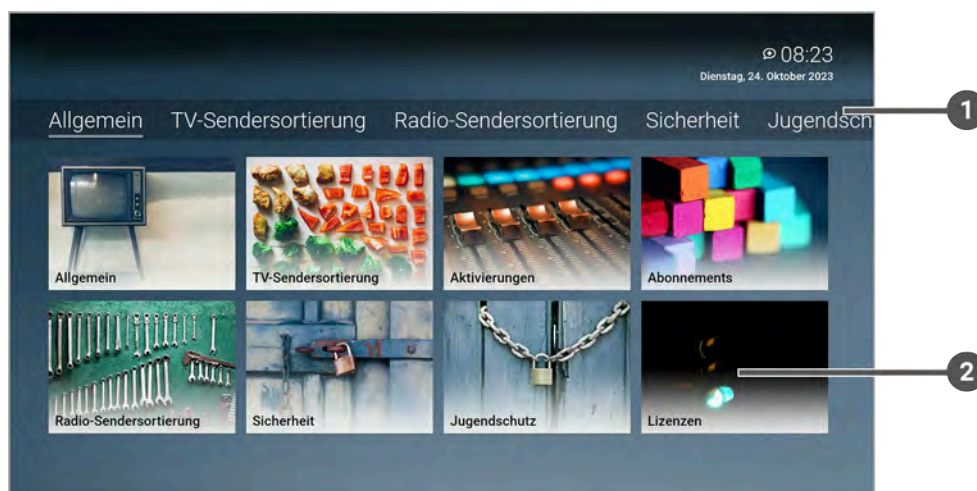 08:23
Dienstag, 24. Oktober 2023
Allgemein TV-Sendersortierung Radio-Sendersortierung Sicherheit Jugendsch
1
Allgemein TV-Sendersortierung Aktivierungen Abonnements
2
Radio-Sendersortierung Sicherheit Jugendschutz Lizenzen